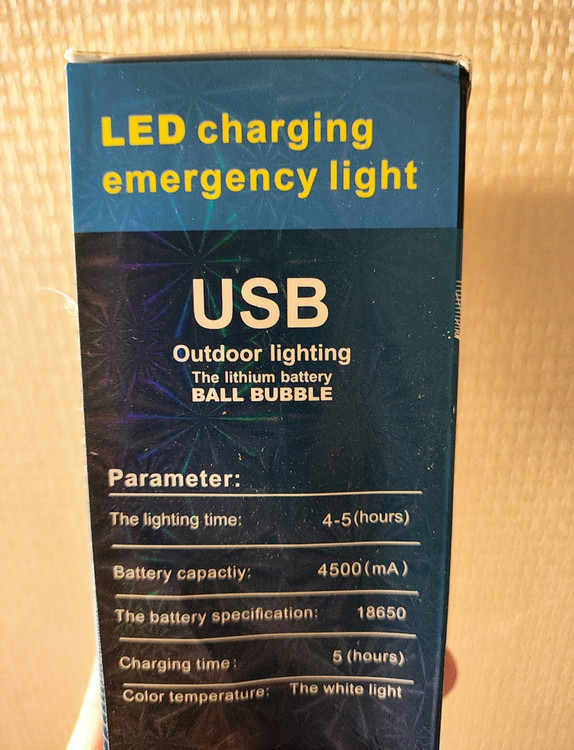 LED charging
emergency light
USB
Outdoor lighting
The lithium battery
BALL BUBBLE
Parameter:
The lighting time: 4-5(hours)
Battery capactiy: 4500(mA)
The battery specification: 18650
Charging time: 5 (hours)
Color temperature: The white light